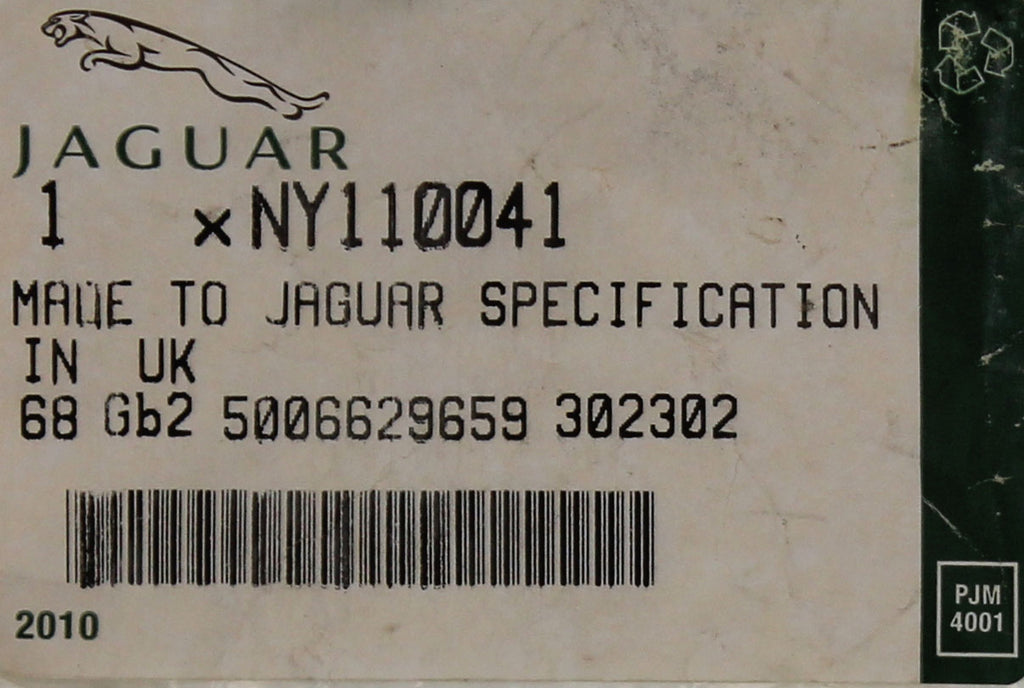 JAGUAR
1 x NY110041
MADE TO JAGUAR SPECIFICATION
IN UK
68 Gb2 5006629659 302302
2010
PJM
4001